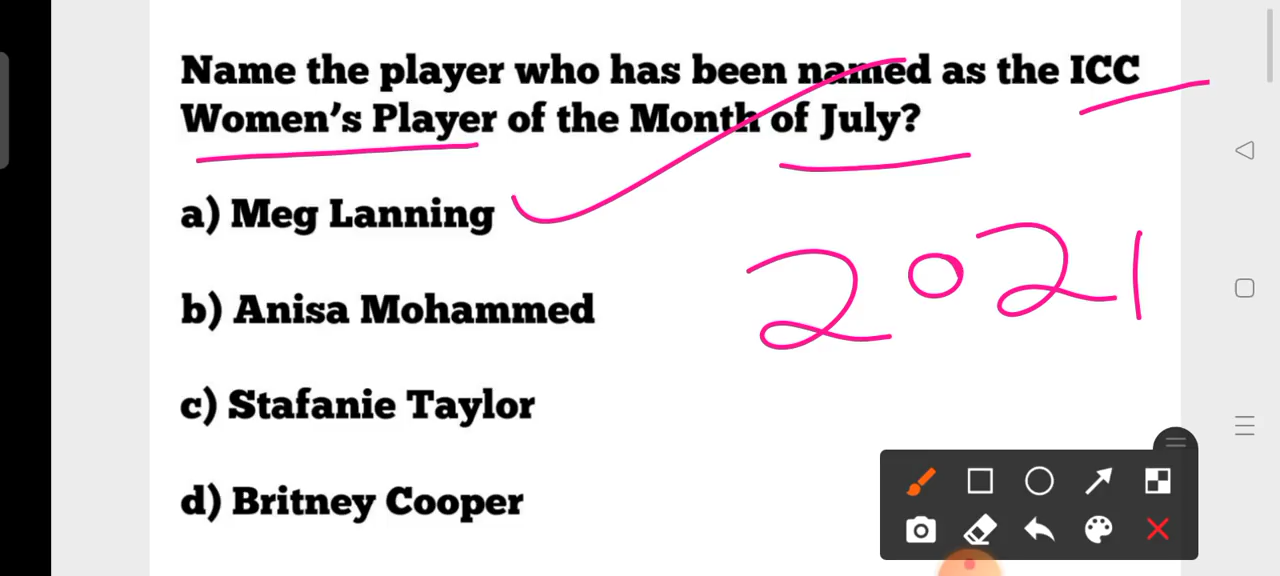 Name the player who has been named as the ICC
Women's Player of the Month of July?
a) Meg Lanning
2021
b) Anisa Mohammed
c) Stafanie Taylor
d) Britney Cooper